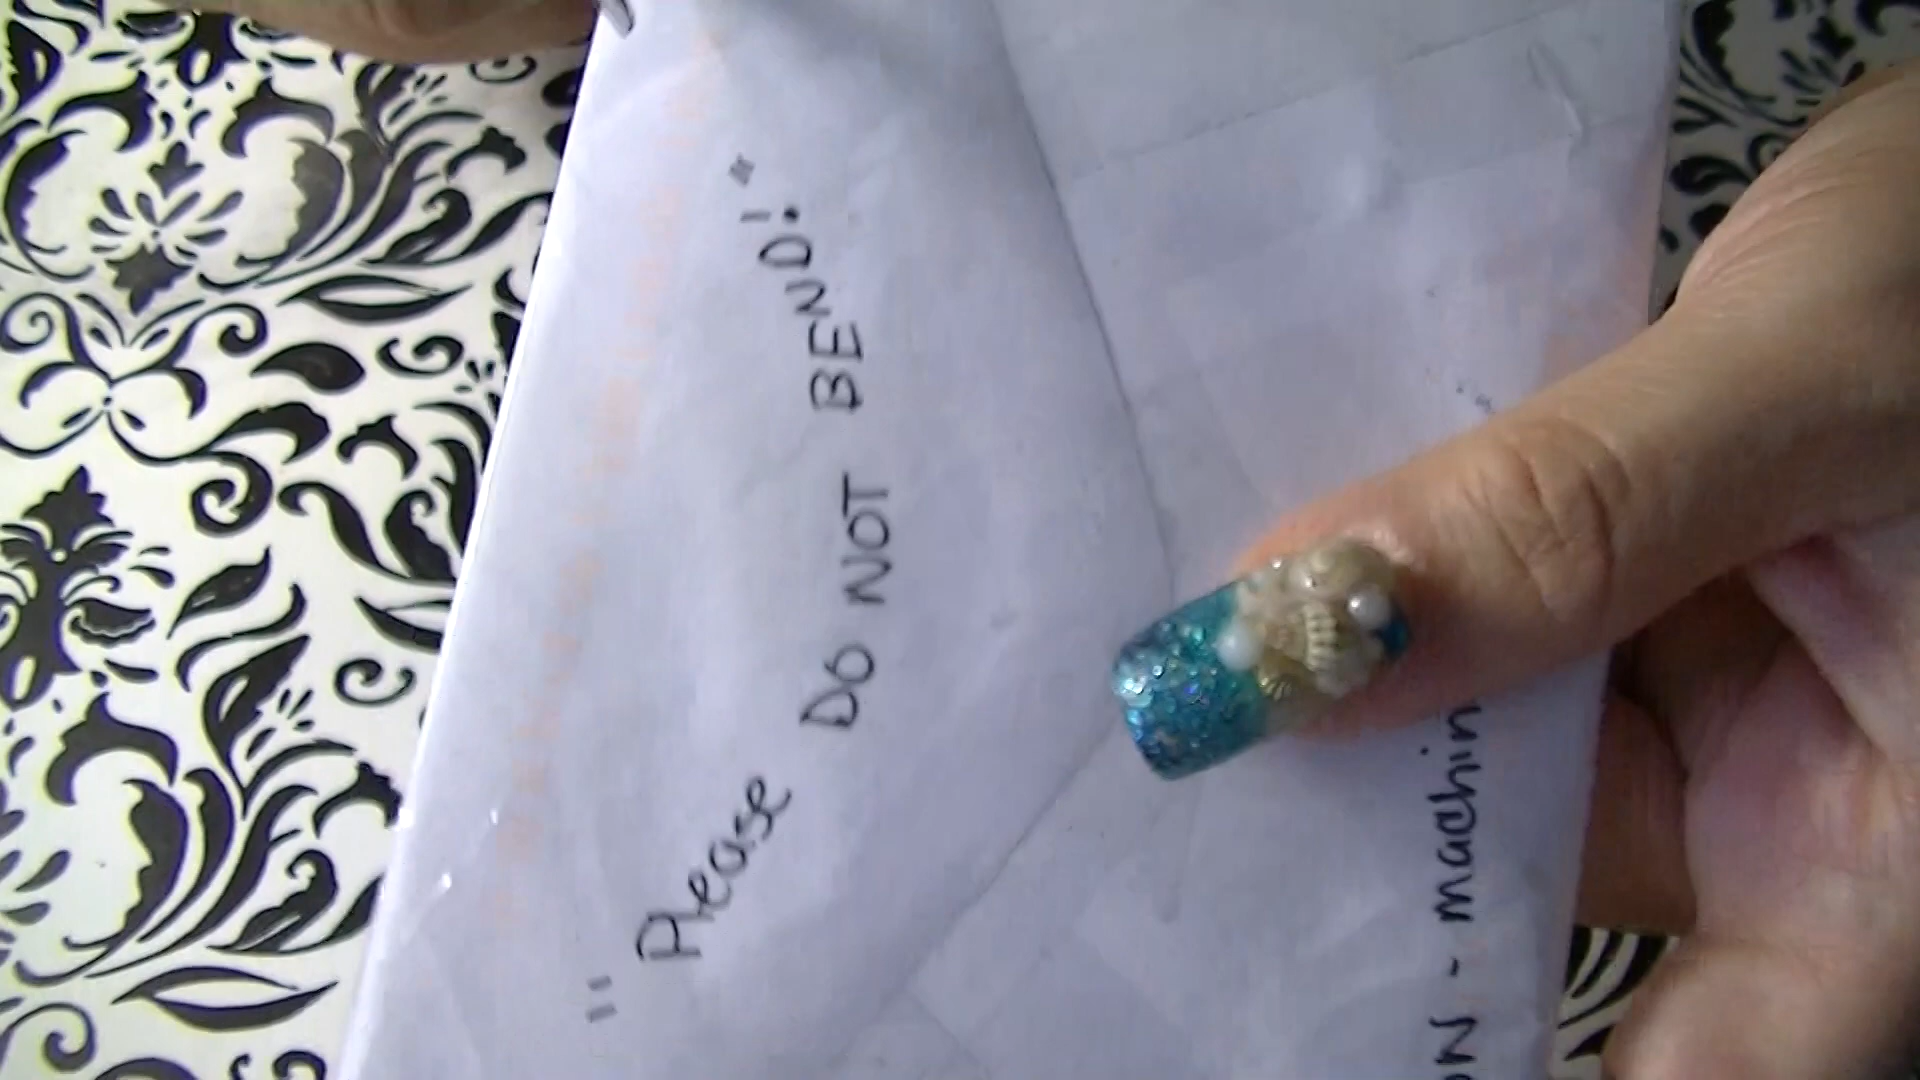 " Please DO NOT BEND! "
- machin